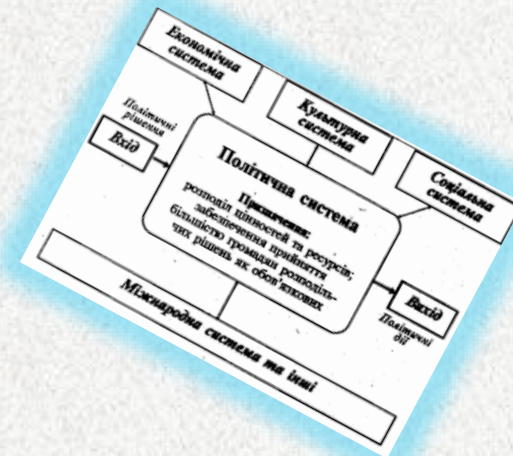 Економічна
система
Культурна
система
Соціальна
система
Політичні
рішення
Вхід
Політична система
Призначення:
розподіл цінностей та ресурсів;
забезпечення прийняття
більшістю громадян розподіль-
чих рішень як обов'язкових
Вихід
Політичні
дії
Міжнародна система та інші